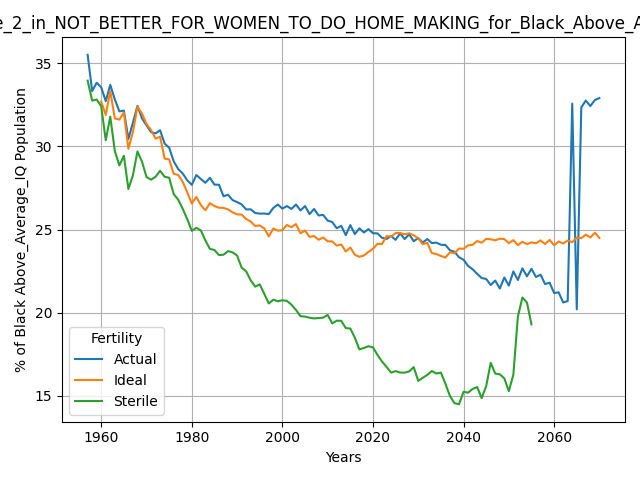 e_2_in_NOT_BETTER_FOR_WOMEN_TO_DO_HOME_MAKING_for_Black_Above_A
% of Black Above_Average_IQ Population
35
30
25
20
15
Fertility
Actual
Ideal
Sterile
1960 1980 2000 2020 2040 2060
Years